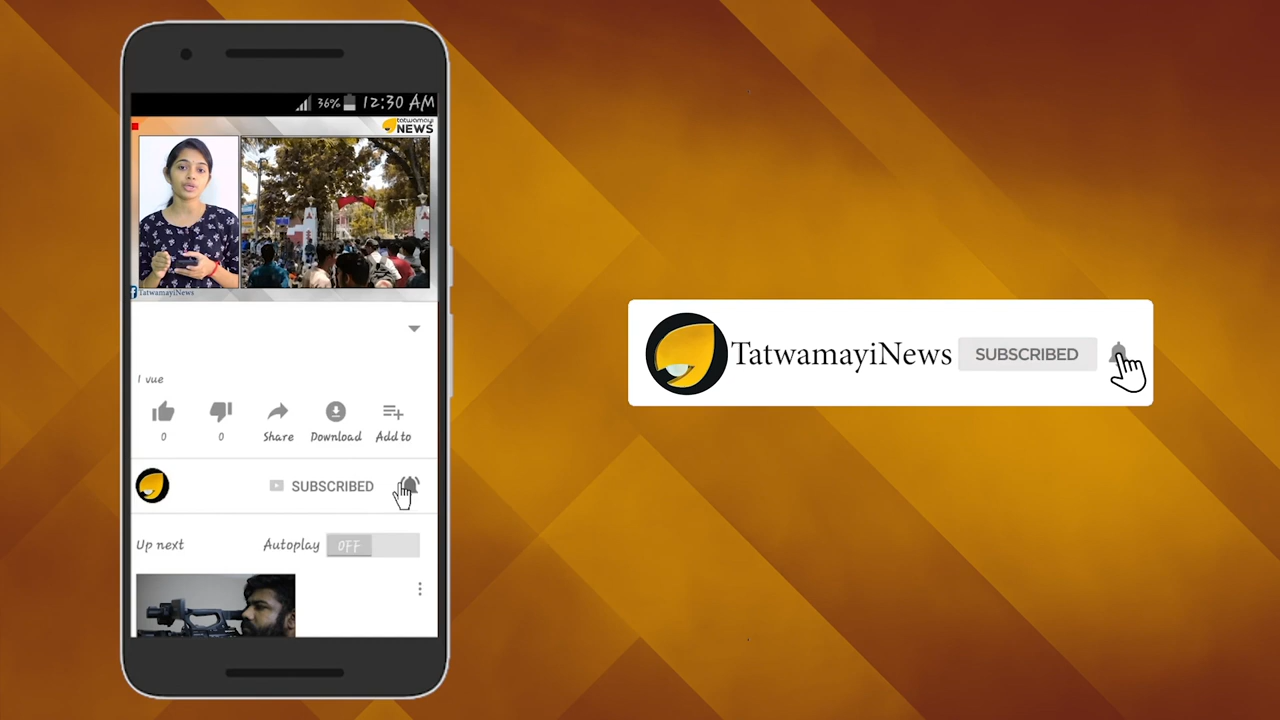 36% 12:30 AM
tatwamayi
NEWS
TatwamayiNews
1 vue
0 0 Share Download Add to
SUBSCRIBED
Up next Autoplay OFF
TatwamayiNews SUBSCRIBED